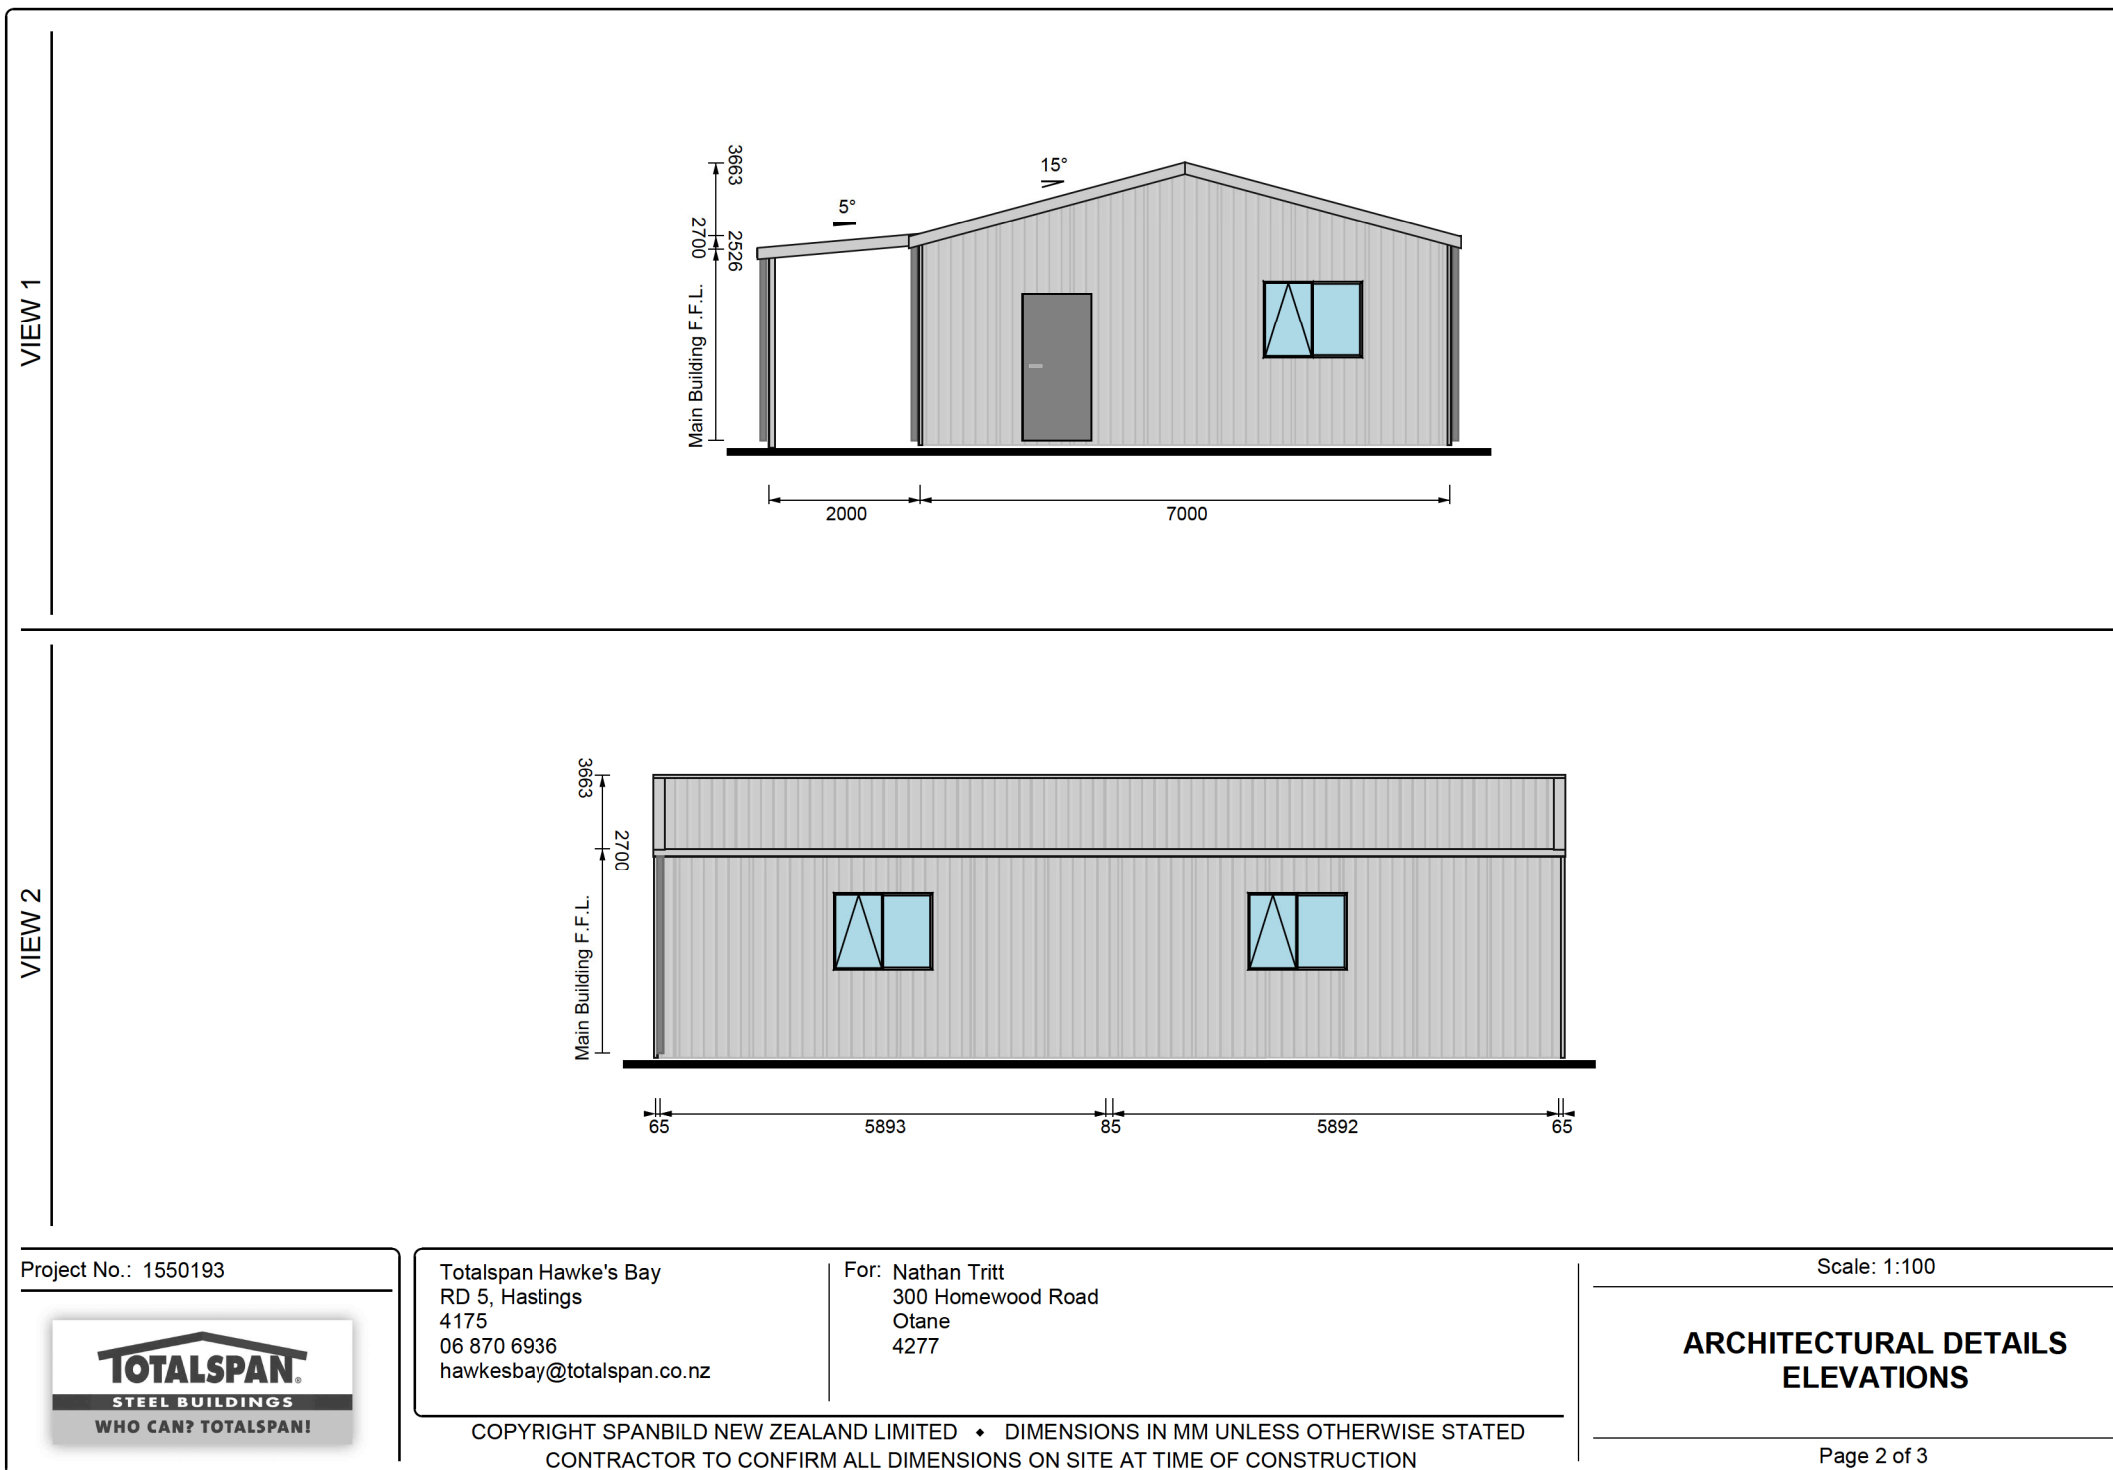 VIEW 1
3663
2700
2526
Main Building F.F.L.
5°
15°
2000
7000
VIEW 2
3663
2700
Main Building F.F.L.
65
5893
85
5892
65
Project No.: 1550193
TOTALSPAN®
STEEL BUILDINGS
WHO CAN? TOTALSPAN!
Totalspan Hawke's Bay
RD 5, Hastings
4175
06 870 6936
hawkesbay@totalspan.co.nz
For: Nathan Tritt
300 Homewood Road
Otane
4277
COPYRIGHT SPANBILD NEW ZEALAND LIMITED ◆ DIMENSIONS IN MM UNLESS OTHERWISE STATED
CONTRACTOR TO CONFIRM ALL DIMENSIONS ON SITE AT TIME OF CONSTRUCTION
Scale: 1:100
ARCHITECTURAL DETAILS
ELEVATIONS
Page 2 of 3